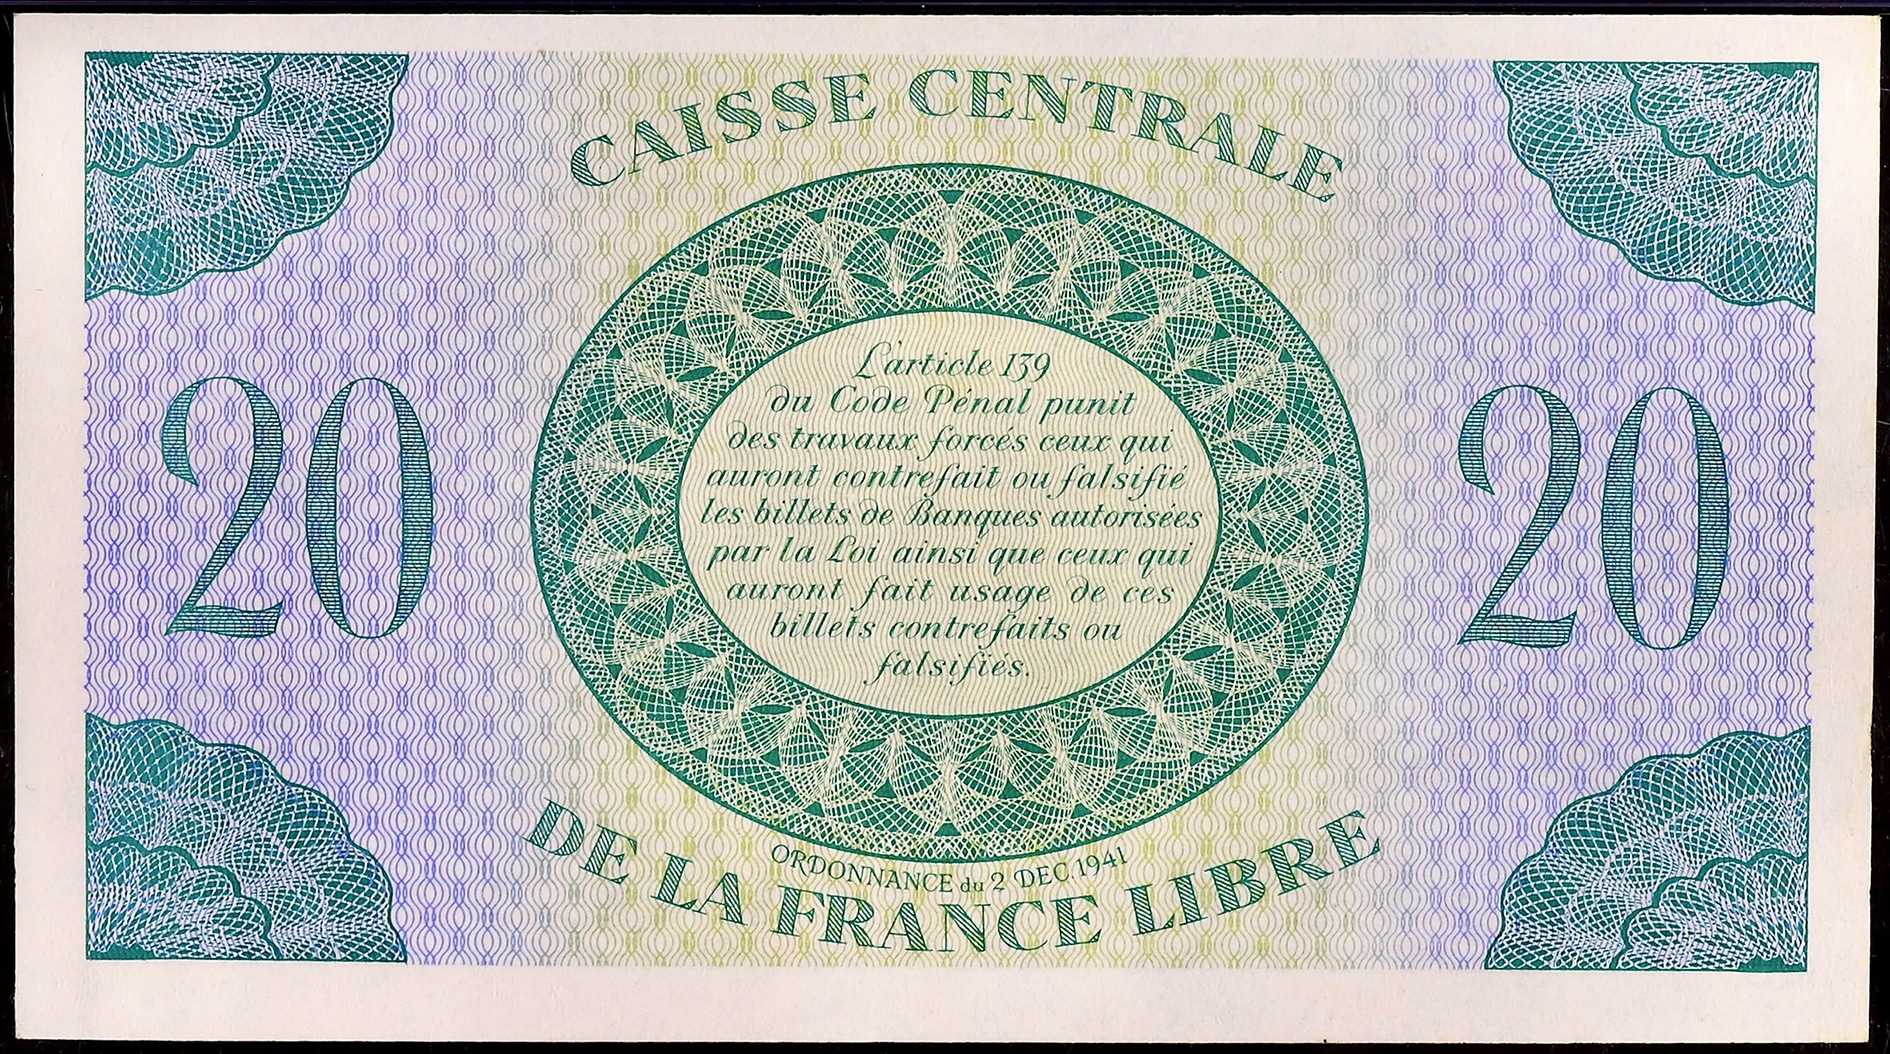 CAISSE CENTRALE
L'article 139
du Code Pénal punit
des travaux forcés ceux qui
auront contrefait ou falsifié
les billets de Banques autorisées
par la Loi ainsi que ceux qui
auront fait usage de ces
billets contrefaits ou
falsifiés.
20
20
ORDONNANCE du 2 DEC. 1941
DE LA FRANCE LIBRE